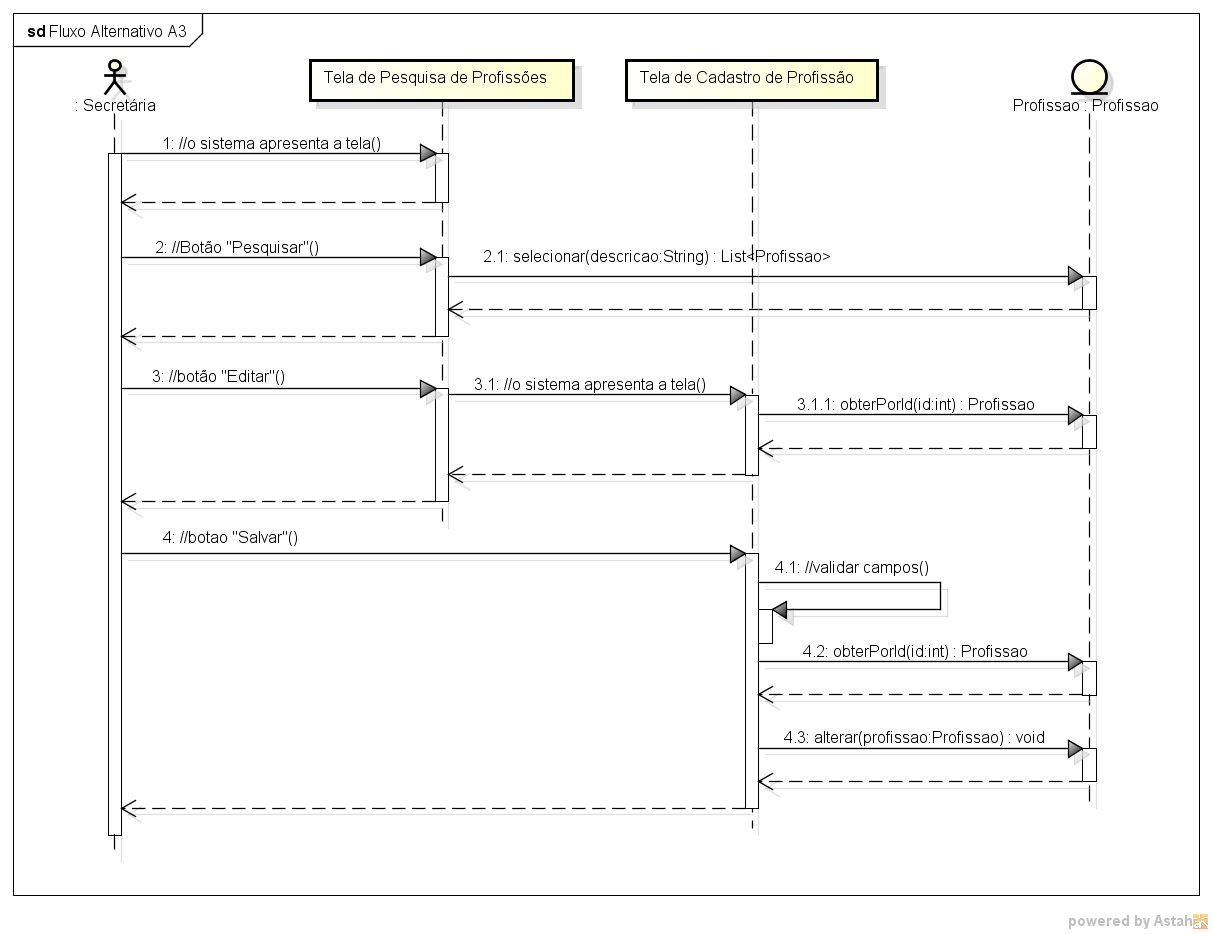 sd Fluxo Alternativo A3
: Secretária
Tela de Pesquisa de Profissões
Tela de Cadastro de Profissão
Profissao : Profissao
1: //o sistema apresenta a tela()
2: //Botão "Pesquisar"()
2.1: selecionar(descricao:String) : List<Profissao>
3: //botão "Editar"()
3.1: //o sistema apresenta a tela()
3.1.1: obterPorId(id:int) : Profissao
4: //botao "Salvar"()
4.1: //validar campos()
4.2: obterPorId(id:int) : Profissao
4.3: alterar(profissao:Profissao) : void
powered by Astah